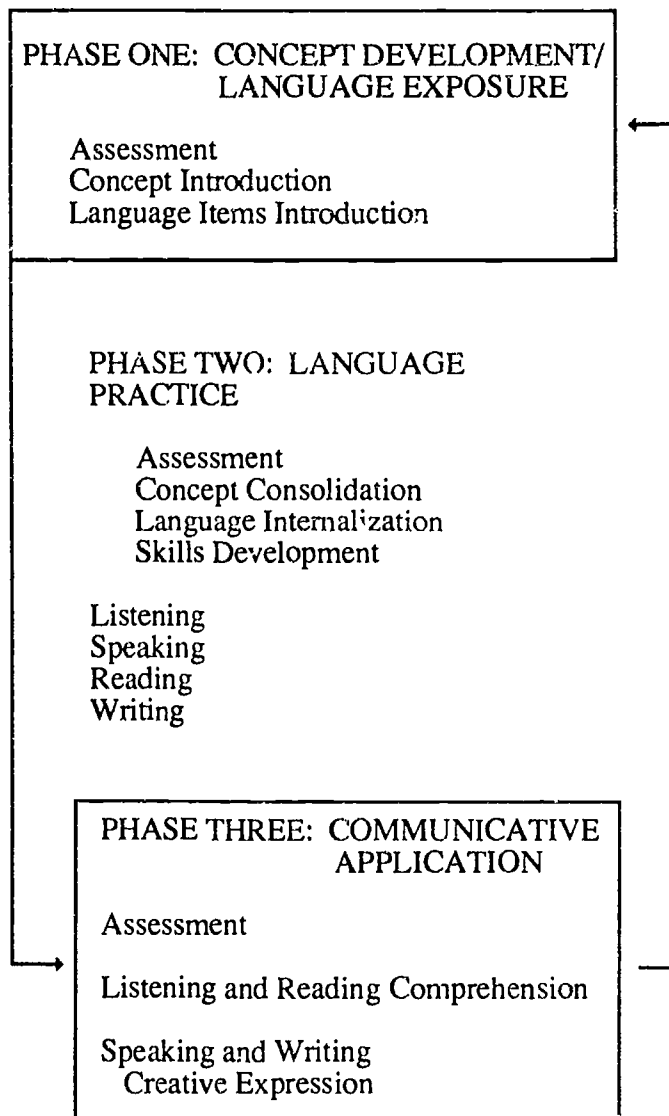 PHASE ONE: CONCEPT DEVELOPMENT/
LANGUAGE EXPOSURE
Assessment
Concept Introduction
Language Items Introduction
PHASE TWO: LANGUAGE
PRACTICE
Assessment
Concept Consolidation
Language Internalization
Skills Development
Listening
Speaking
Reading
Writing
PHASE THREE: COMMUNICATIVE
APPLICATION
Assessment
Listening and Reading Comprehension
Speaking and Writing
Creative Expression